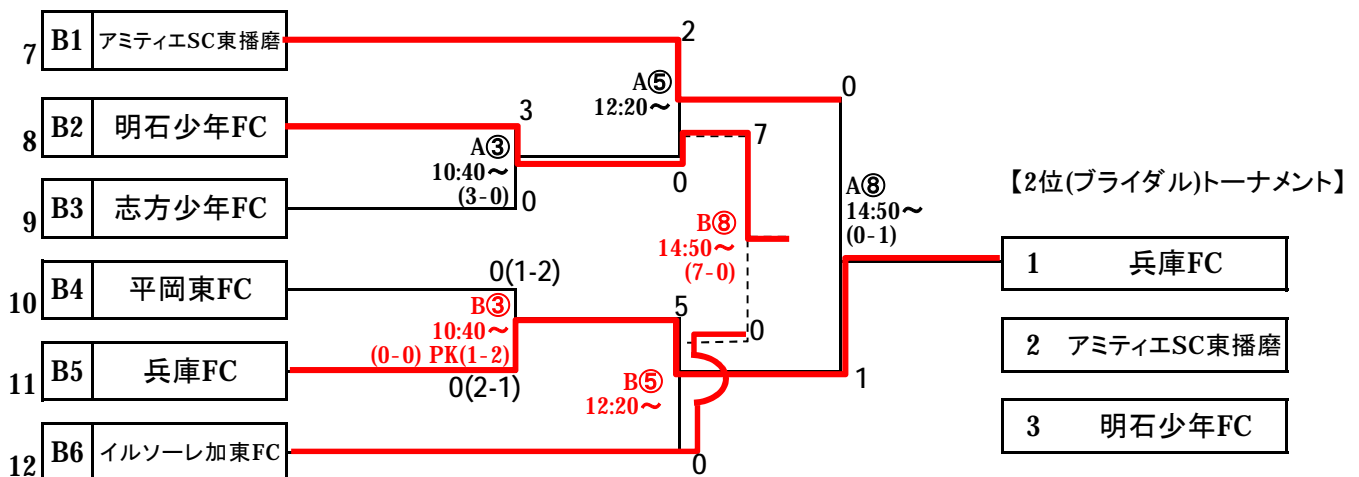 7 B1 アミティエSC東播磨
2
A⑤
12:20～
0
8 B2 明石少年FC
3
A③
10:40～
(3-0)
0
7
0
9 B3 志方少年FC
A⑧
14:50～
(0-1)
【2位(ブライダル)トーナメント】
B⑧
14:50～
(7-0)
1 兵庫FC
10 B4 平岡東FC
0(1-2)
B③
10:40～
(0-0) PK(1-2)
5
0
2 アミティエSC東播磨
11 B5 兵庫FC
0(2-1)
B⑤
12:20～
1
3 明石少年FC
12 B6 イルソーレ加東FC
0